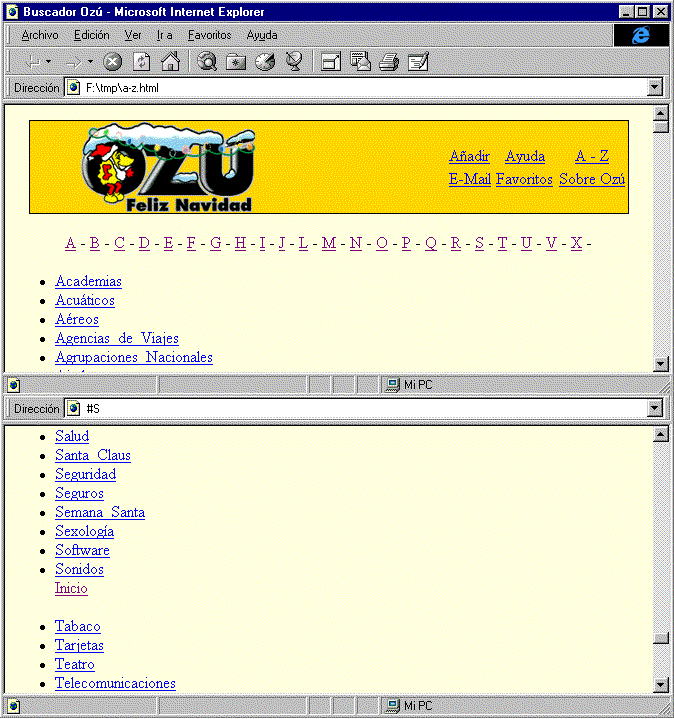 Buscador Ozú - Microsoft Internet Explorer
Archivo Edición Ver Ir a Favoritos Ayuda
Dirección F:\tmp\a-z.html
OZÚ
Feliz Navidad
Añadir Ayuda A - Z
E-Mail Favoritos Sobre Ozú
A - B - C - D - E - F - G - H - I - J - L - M - N - O - P - Q - R - S - T - U - V - X -
Academias
Acuáticos
Aéreos
Agencias de Viajes
Agrupaciones Nacionales
Mi PC
Dirección #S
Salud
Santa Claus
Seguridad
Seguros
Semana Santa
Sexología
Software
Sonidos
Inicio
Tabaco
Tarjetas
Teatro
Telecomunicaciones
Mi PC